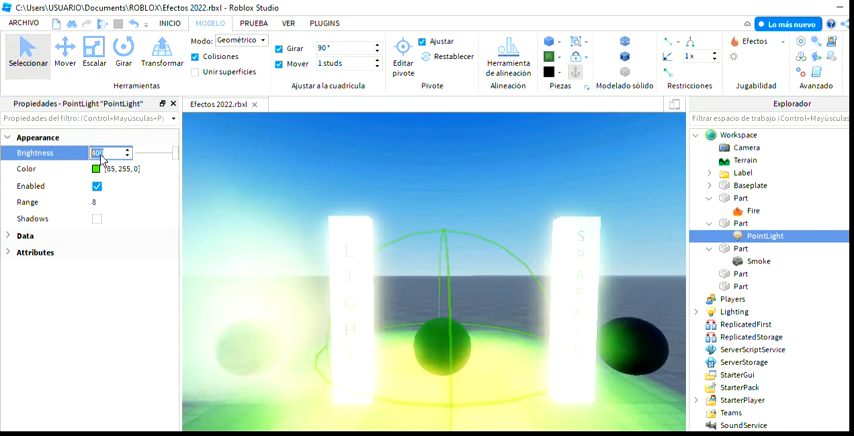 C:\Users\USUARIO\Documents\ROBLOX\Efectos 2022.rbxl - Roblox Studio
ARCHIVO INICIO MODELO PRUEBA VER PLUGINS Lo más nuevo
Seleccionar Mover Escalar Girar Transformar
Herramientas
Modo: Geométrico
Colisiones
Unir superficies
Girar 90°
Mover 1 studs
Ajustar a la cuadrícula
Editar pivote
Ajustar
Restablecer
Pivote
Herramienta de alineación
Alineación
Piezas
Modelado sólido
1 x
Restricciones
Efectos
Jugabilidad
Avanzado
Propiedades - PointLight "PointLight"
Propiedades del filtro: (Control+Mayúsculas+P)
Appearance
Brightness 400
Color [85, 255, 0]
Enabled
Range 8
Shadows
Data
Attributes
Efectos 2022.rbxl
LIGH
SPARKL
Explorador
Filtrar espacio de trabajo (Control+Mayúsculas
Workspace
Camera
Terrain
Label
Baseplate
Part
Fire
Part
PointLight
Part
Smoke
Part
Part
Players
Lighting
ReplicatedFirst
ReplicatedStorage
ServerScriptService
ServerStorage
StarterGui
StarterPack
StarterPlayer
Teams
SoundService